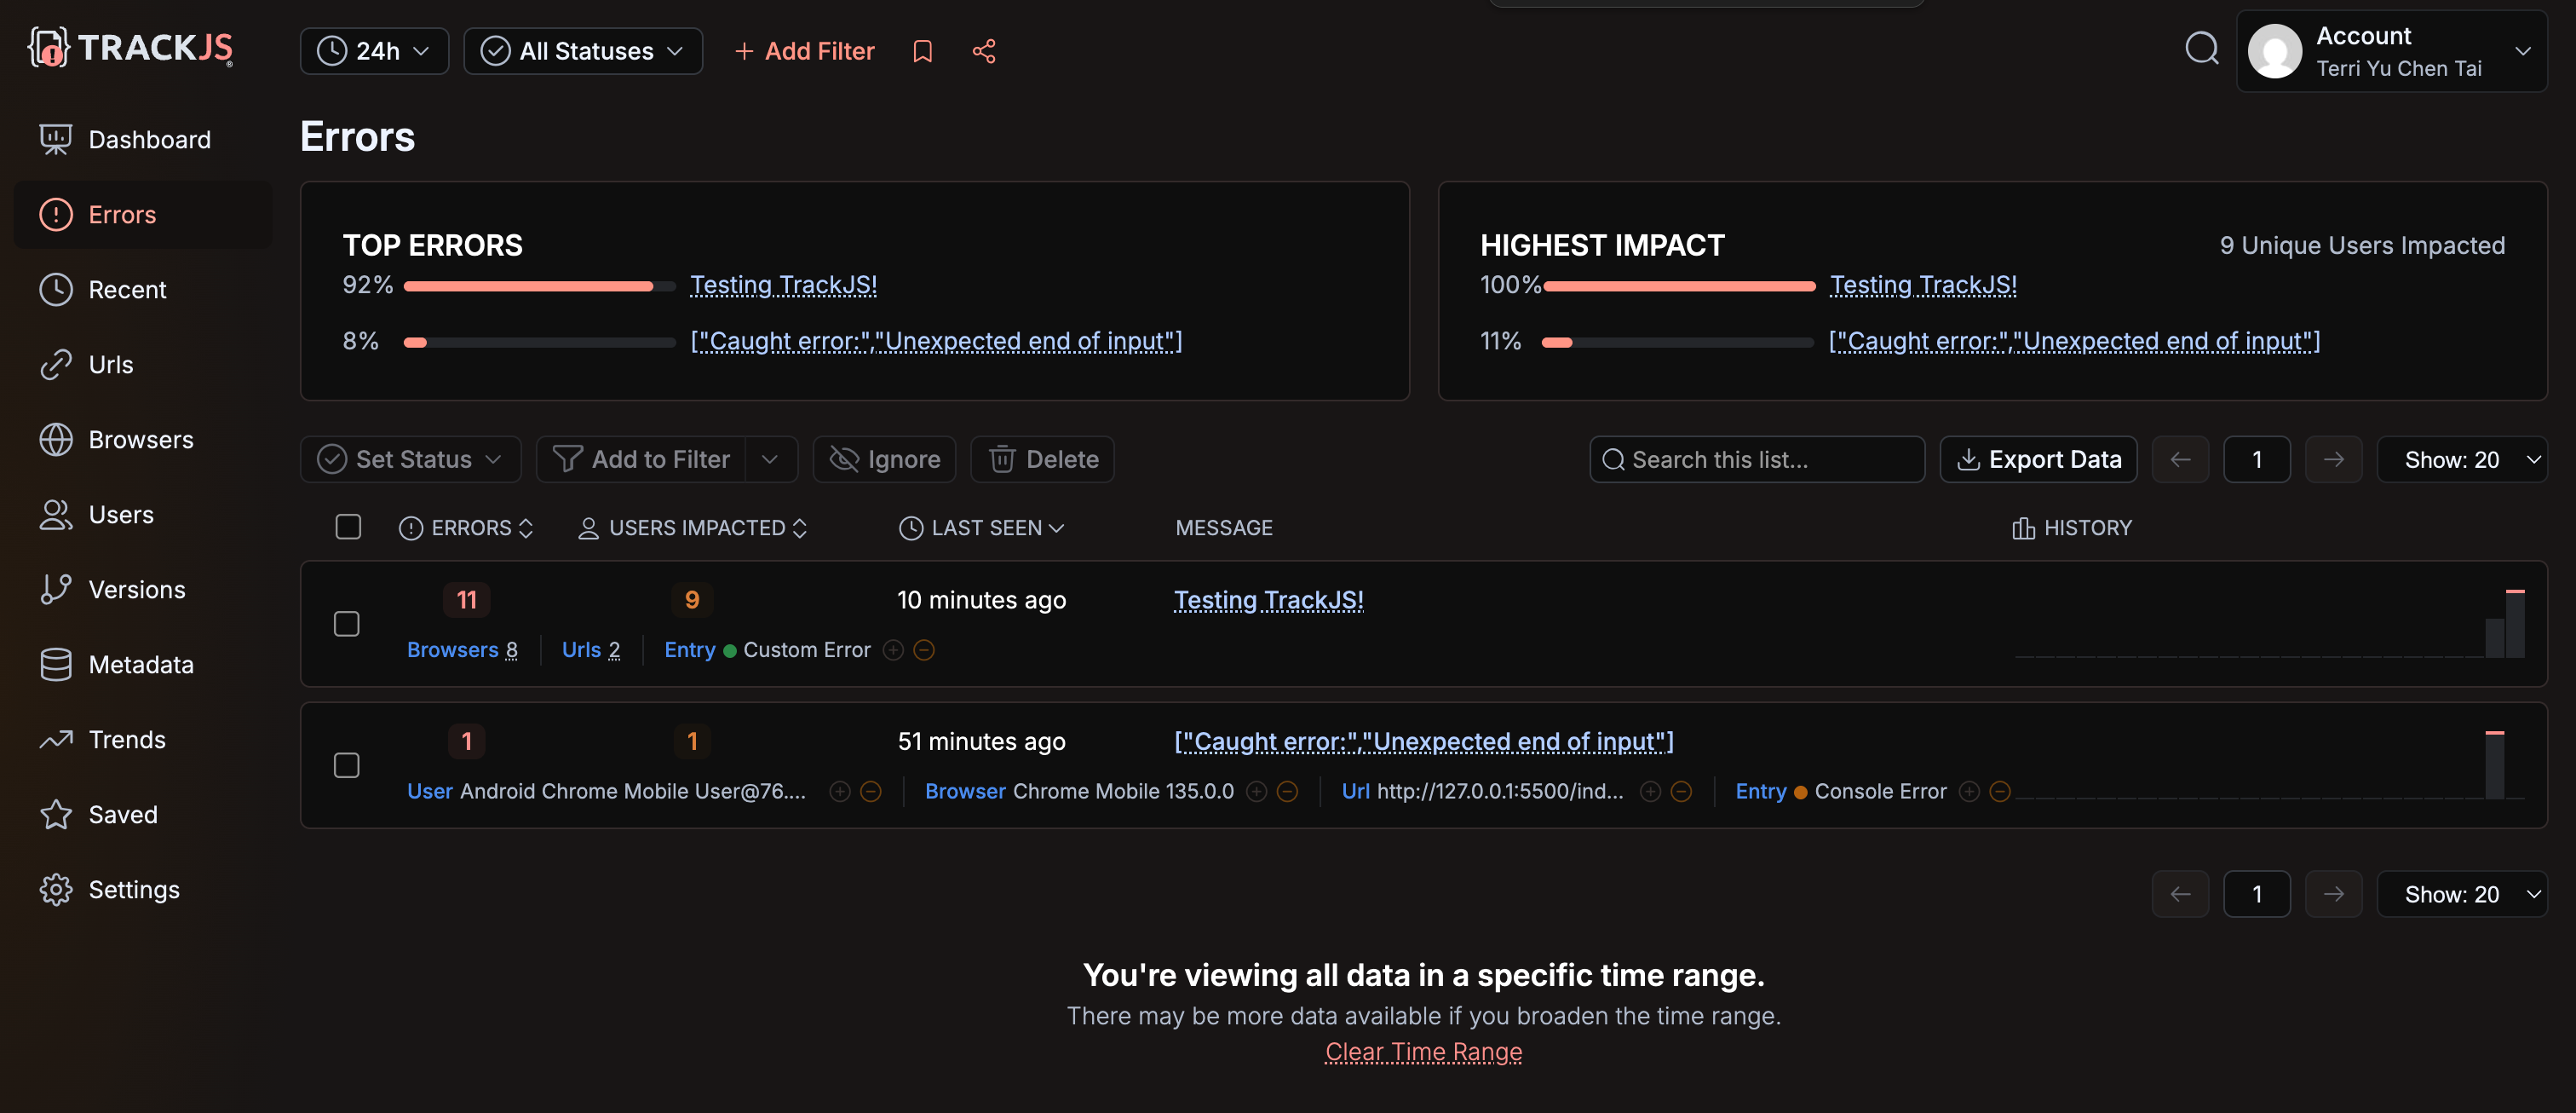 TRACKJS
24h
All Statuses
+ Add Filter
Account
Terri Yu Chen Tai
Dashboard
Errors
Recent
Urls
Browsers
Users
Versions
Metadata
Trends
Saved
Settings
Errors
TOP ERRORS
92% Testing TrackJS!
8% ["Caught error:","Unexpected end of input"]
HIGHEST IMPACT
9 Unique Users Impacted
100% Testing TrackJS!
11% ["Caught error:","Unexpected end of input"]
Set Status
Add to Filter
Ignore
Delete
Search this list...
Export Data
1
Show: 20
ERRORS USERS IMPACTED LAST SEEN MESSAGE HISTORY
11 9 10 minutes ago Testing TrackJS!
Browsers 8 Urls 2 Entry Custom Error
1 1 51 minutes ago ["Caught error:","Unexpected end of input"]
User Android Chrome Mobile User@76.... Browser Chrome Mobile 135.0.0 Url http://127.0.0.1:5500/ind... Entry Console Error
1
Show: 20
You're viewing all data in a specific time range.
There may be more data available if you broaden the time range.
Clear Time Range